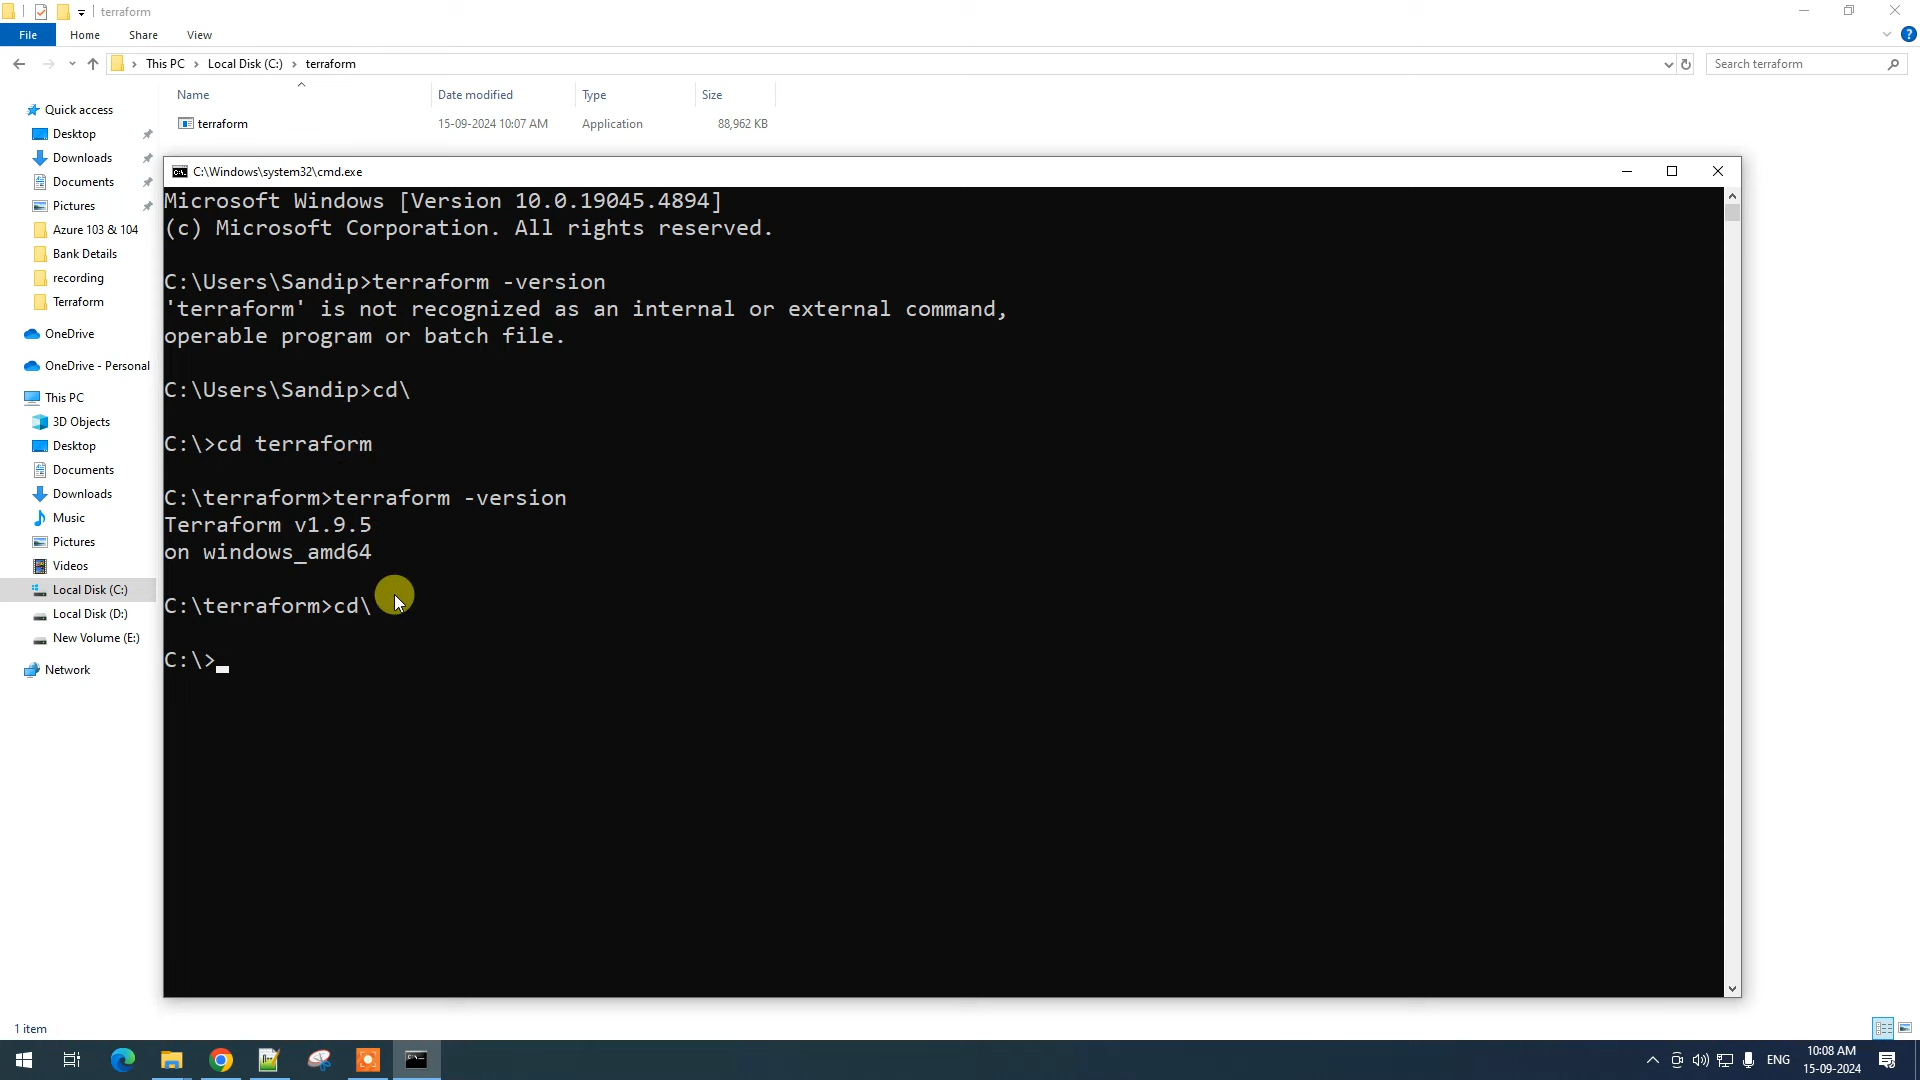 terraform
File Home Share View
This PC Local Disk (C:) terraform
Search terraform
Name Date modified Type Size
terraform 15-09-2024 10:07 AM Application 88,962 KB
Quick access
Desktop
Downloads
Documents
Pictures
Azure 103 & 104
Bank Details
recording
Terraform
OneDrive
OneDrive - Personal
This PC
3D Objects
Desktop
Documents
Downloads
Music
Pictures
Videos
Local Disk (C:)
Local Disk (D:)
New Volume (E:)
Network
C:\Windows\system32\cmd.exe
Microsoft Windows [Version 10.0.19045.4894]
(c) Microsoft Corporation. All rights reserved.
C:\Users\Sandip>terraform -version
'terraform' is not recognized as an internal or external command,
operable program or batch file.
C:\Users\Sandip>cd\
C:\>cd terraform
C:\terraform>terraform -version
Terraform v1.9.5
on windows_amd64
C:\terraform>cd\
C:\>
1 item
ENG
10:08 AM
15-09-2024